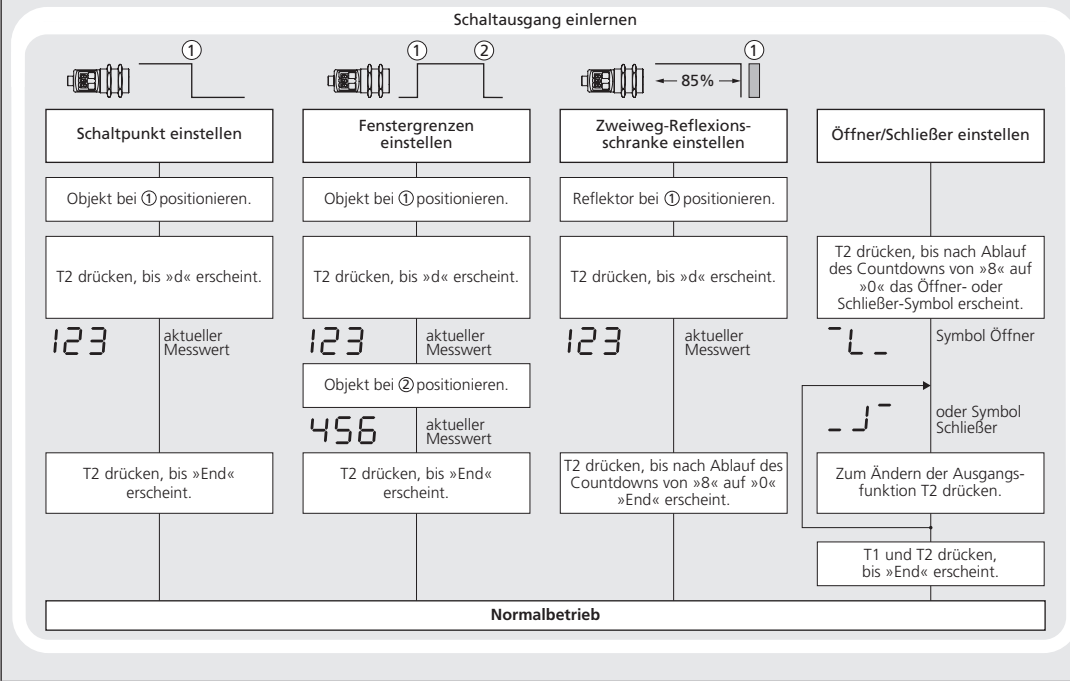 Schaltausgang einlernen
①
① ②
①
85%
Schaltpunkt einstellen
Objekt bei ① positionieren.
T2 drücken, bis »d« erscheint.
123
aktueller
Messwert
T2 drücken, bis »End«
erscheint.
Fenstergrenzen
einstellen
Objekt bei ① positionieren.
T2 drücken, bis »d« erscheint.
123
aktueller
Messwert
Objekt bei ② positionieren.
456
aktueller
Messwert
T2 drücken, bis »End«
erscheint.
Zweiweg-Reflexions-
schranke einstellen
Reflektor bei ① positionieren.
T2 drücken, bis »d« erscheint.
123
aktueller
Messwert
T2 drücken, bis nach Ablauf des
Countdowns von »8« auf »0«
»End« erscheint.
Öffner/Schließer einstellen
T2 drücken, bis nach Ablauf
des Countdowns von »8« auf
»0« das Öffner- oder
Schließer-Symbol erscheint.
Symbol Öffner
oder Symbol
Schließer
Zum Ändern der Ausgangs-
funktion T2 drücken.
T1 und T2 drücken,
bis »End« erscheint.
Normalbetrieb